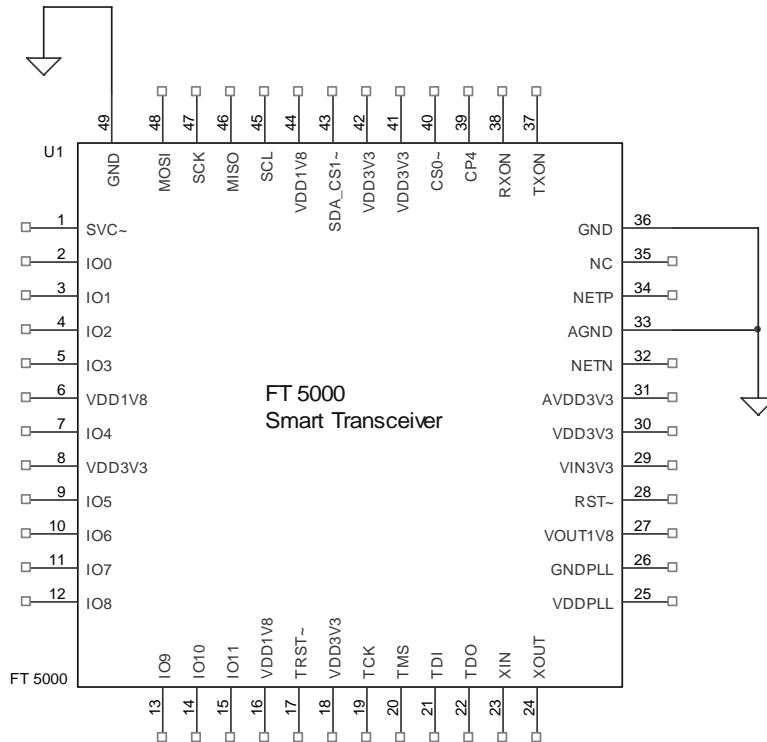 49 48 47 46 45 44 43 42 41 40 39 38 37
U1
GND MOSI SCK MISO SCL VDD1V8 SDA_CS1~ VDD3V3 VDD3V3 CS0~ CP4 RXON TXON
1 SVC~ GND 36
2 IO0 NC 35
3 IO1 NETP 34
4 IO2 AGND 33
5 IO3 NETN 32
6 VDD1V8 AVDD3V3 31
7 IO4 VDD3V3 30
8 VDD3V3 VIN3V3 29
9 IO5 RST~ 28
10 IO6 VOUT1V8 27
11 IO7 GNDPLL 26
12 IO8 VDDPLL 25
FT 5000
Smart Transceiver
IO9 IO10 IO11 VDD1V8 TRST~ VDD3V3 TCK TMS TDI TDO XIN XOUT
FT 5000
13 14 15 16 17 18 19 20 21 22 23 24